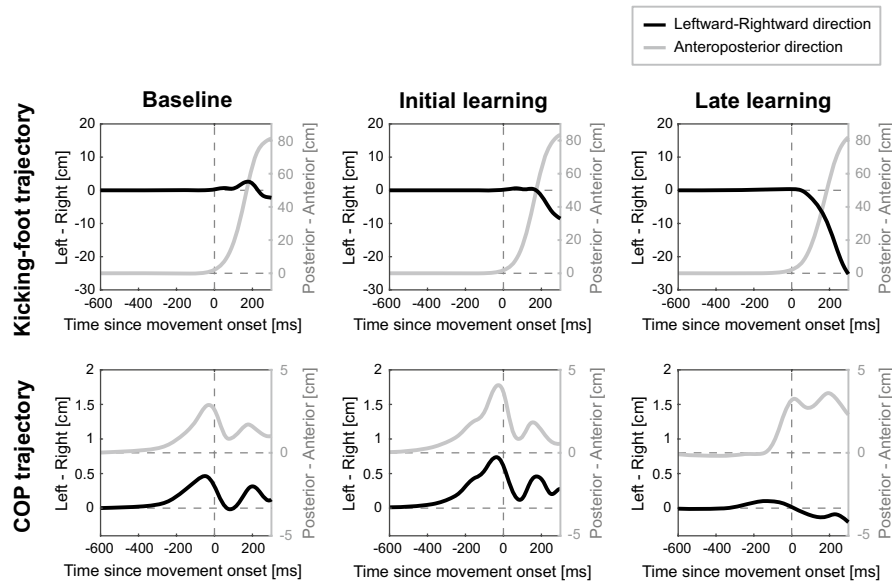 Leftward-Rightward direction
Anteroposterior direction
Baseline
Initial learning
Late learning
Kicking-foot trajectory
Left - Right [cm]
20
10
0
-10
-20
-30
80
60
40
20
0
Posterior - Anterior [cm]
-600 -400 -200 0 200
Time since movement onset [ms]
Left - Right [cm]
20
10
0
-10
-20
-30
80
60
40
20
0
Posterior - Anterior [cm]
-600 -400 -200 0 200
Time since movement onset [ms]
Left - Right [cm]
20
10
0
-10
-20
-30
80
60
40
20
0
Posterior - Anterior [cm]
-600 -400 -200 0 200
Time since movement onset [ms]
COP trajectory
Left - Right [cm]
2
1.5
1
0.5
0
5
0
-5
Posterior - Anterior [cm]
-600 -400 -200 0 200
Time since movement onset [ms]
Left - Right [cm]
2
1.5
1
0.5
0
5
0
-5
Posterior - Anterior [cm]
-600 -400 -200 0 200
Time since movement onset [ms]
Left - Right [cm]
2
1.5
1
0.5
0
5
0
-5
Posterior - Anterior [cm]
-600 -400 -200 0 200
Time since movement onset [ms]